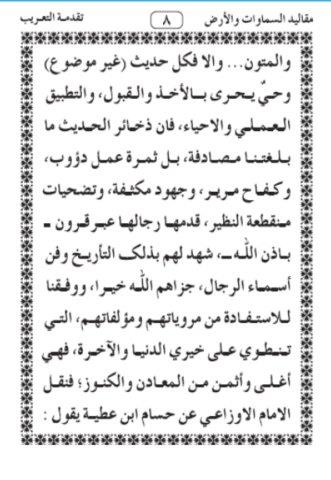 مقاليد السماوات والأرض ٨ تقدمة التعريب
والمتون... والا فكل حديث (غير موضوع)
وحيٌ يحرى بالأخذ والقبول، والتطبيق
العملي والاحياء، فان ذخائر الحديث ما
بلغتنا مصادفة، بل ثمرة عمل دؤوب،
وكفاح مرير، وجهود مكثفة، وتضحيات
منقطعة النظير، قدمها رجالها عبقرون ـ
باذن اللّه ـ، شهد لهم بذلك التأريخ وفن
أسماء الرجال، جزاهم اللّه خيرا، ووفقنا
للاستفادة من مروياتهم ومؤلفاتهم، التي
تنطوي على خيري الدنيا والآخرة، فهي
أغلى وأثمن من المعادن والكنوز؛ فنقل
الامام الاوزاعي عن حسام ابن عطية يقول :